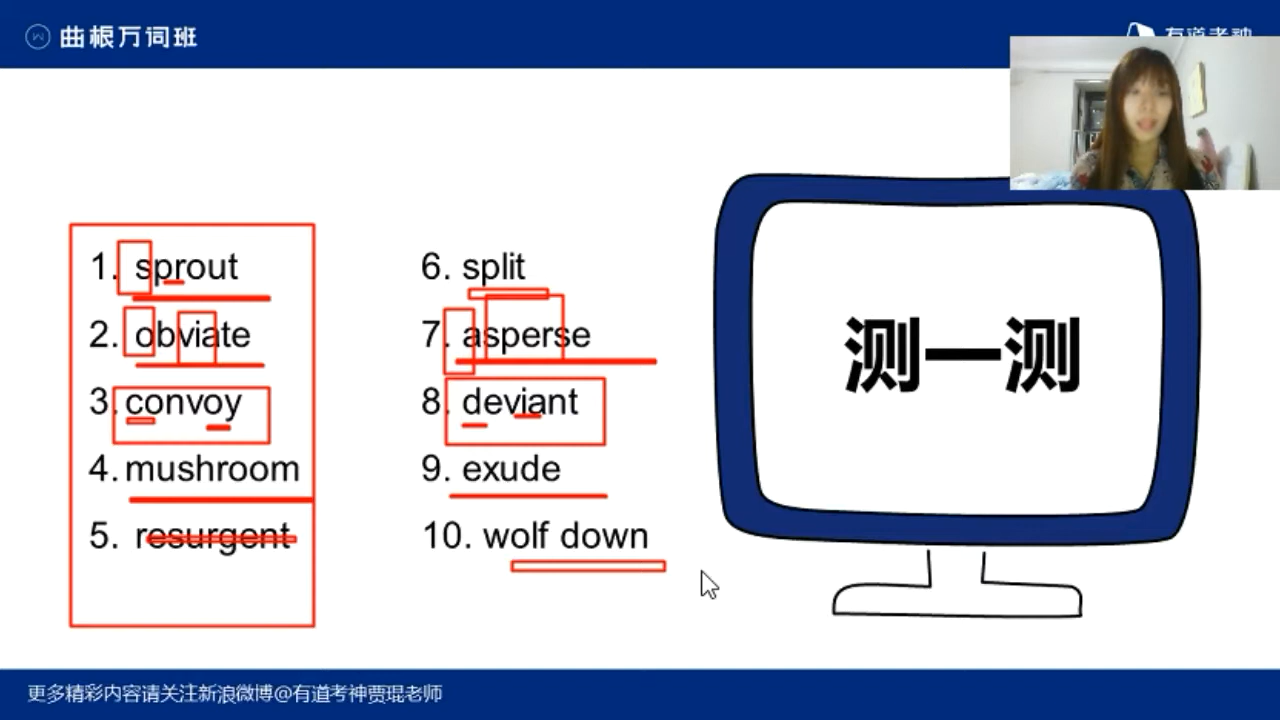 曲根万词班
有道考神
1. sprout
2. obviate
3. convoy
4. mushroom
5. resurgent
6. split
7. asperse
8. deviant
9. exude
10. wolf down
测一测
更多精彩内容请关注新浪微博@有道考神贾琨老师